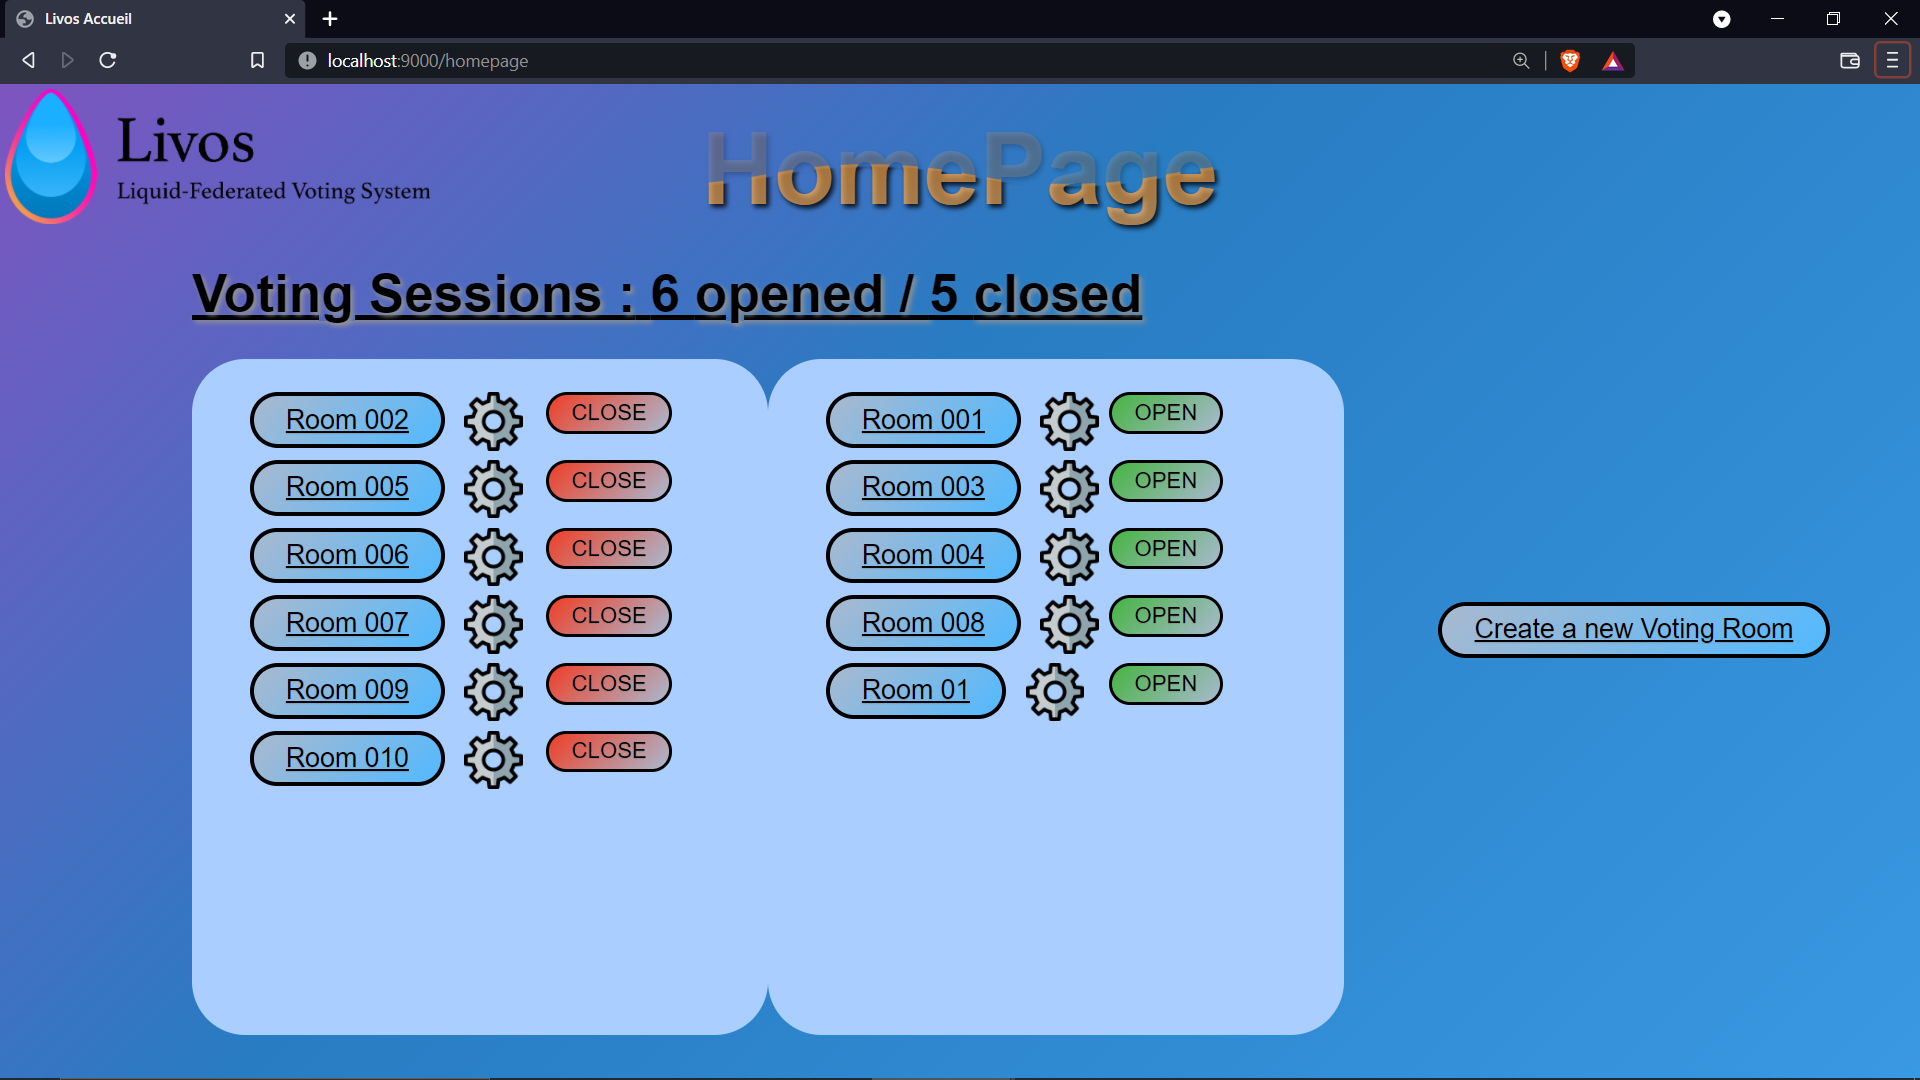 Livos Accueil
localhost:9000/homepage
Livos
Liquid-Federated Voting System
HomePage
Voting Sessions : 6 opened / 5 closed
Room 002 CLOSE
Room 005 CLOSE
Room 006 CLOSE
Room 007 CLOSE
Room 009 CLOSE
Room 010 CLOSE
Room 001 OPEN
Room 003 OPEN
Room 004 OPEN
Room 008 OPEN
Room 01 OPEN
Create a new Voting Room